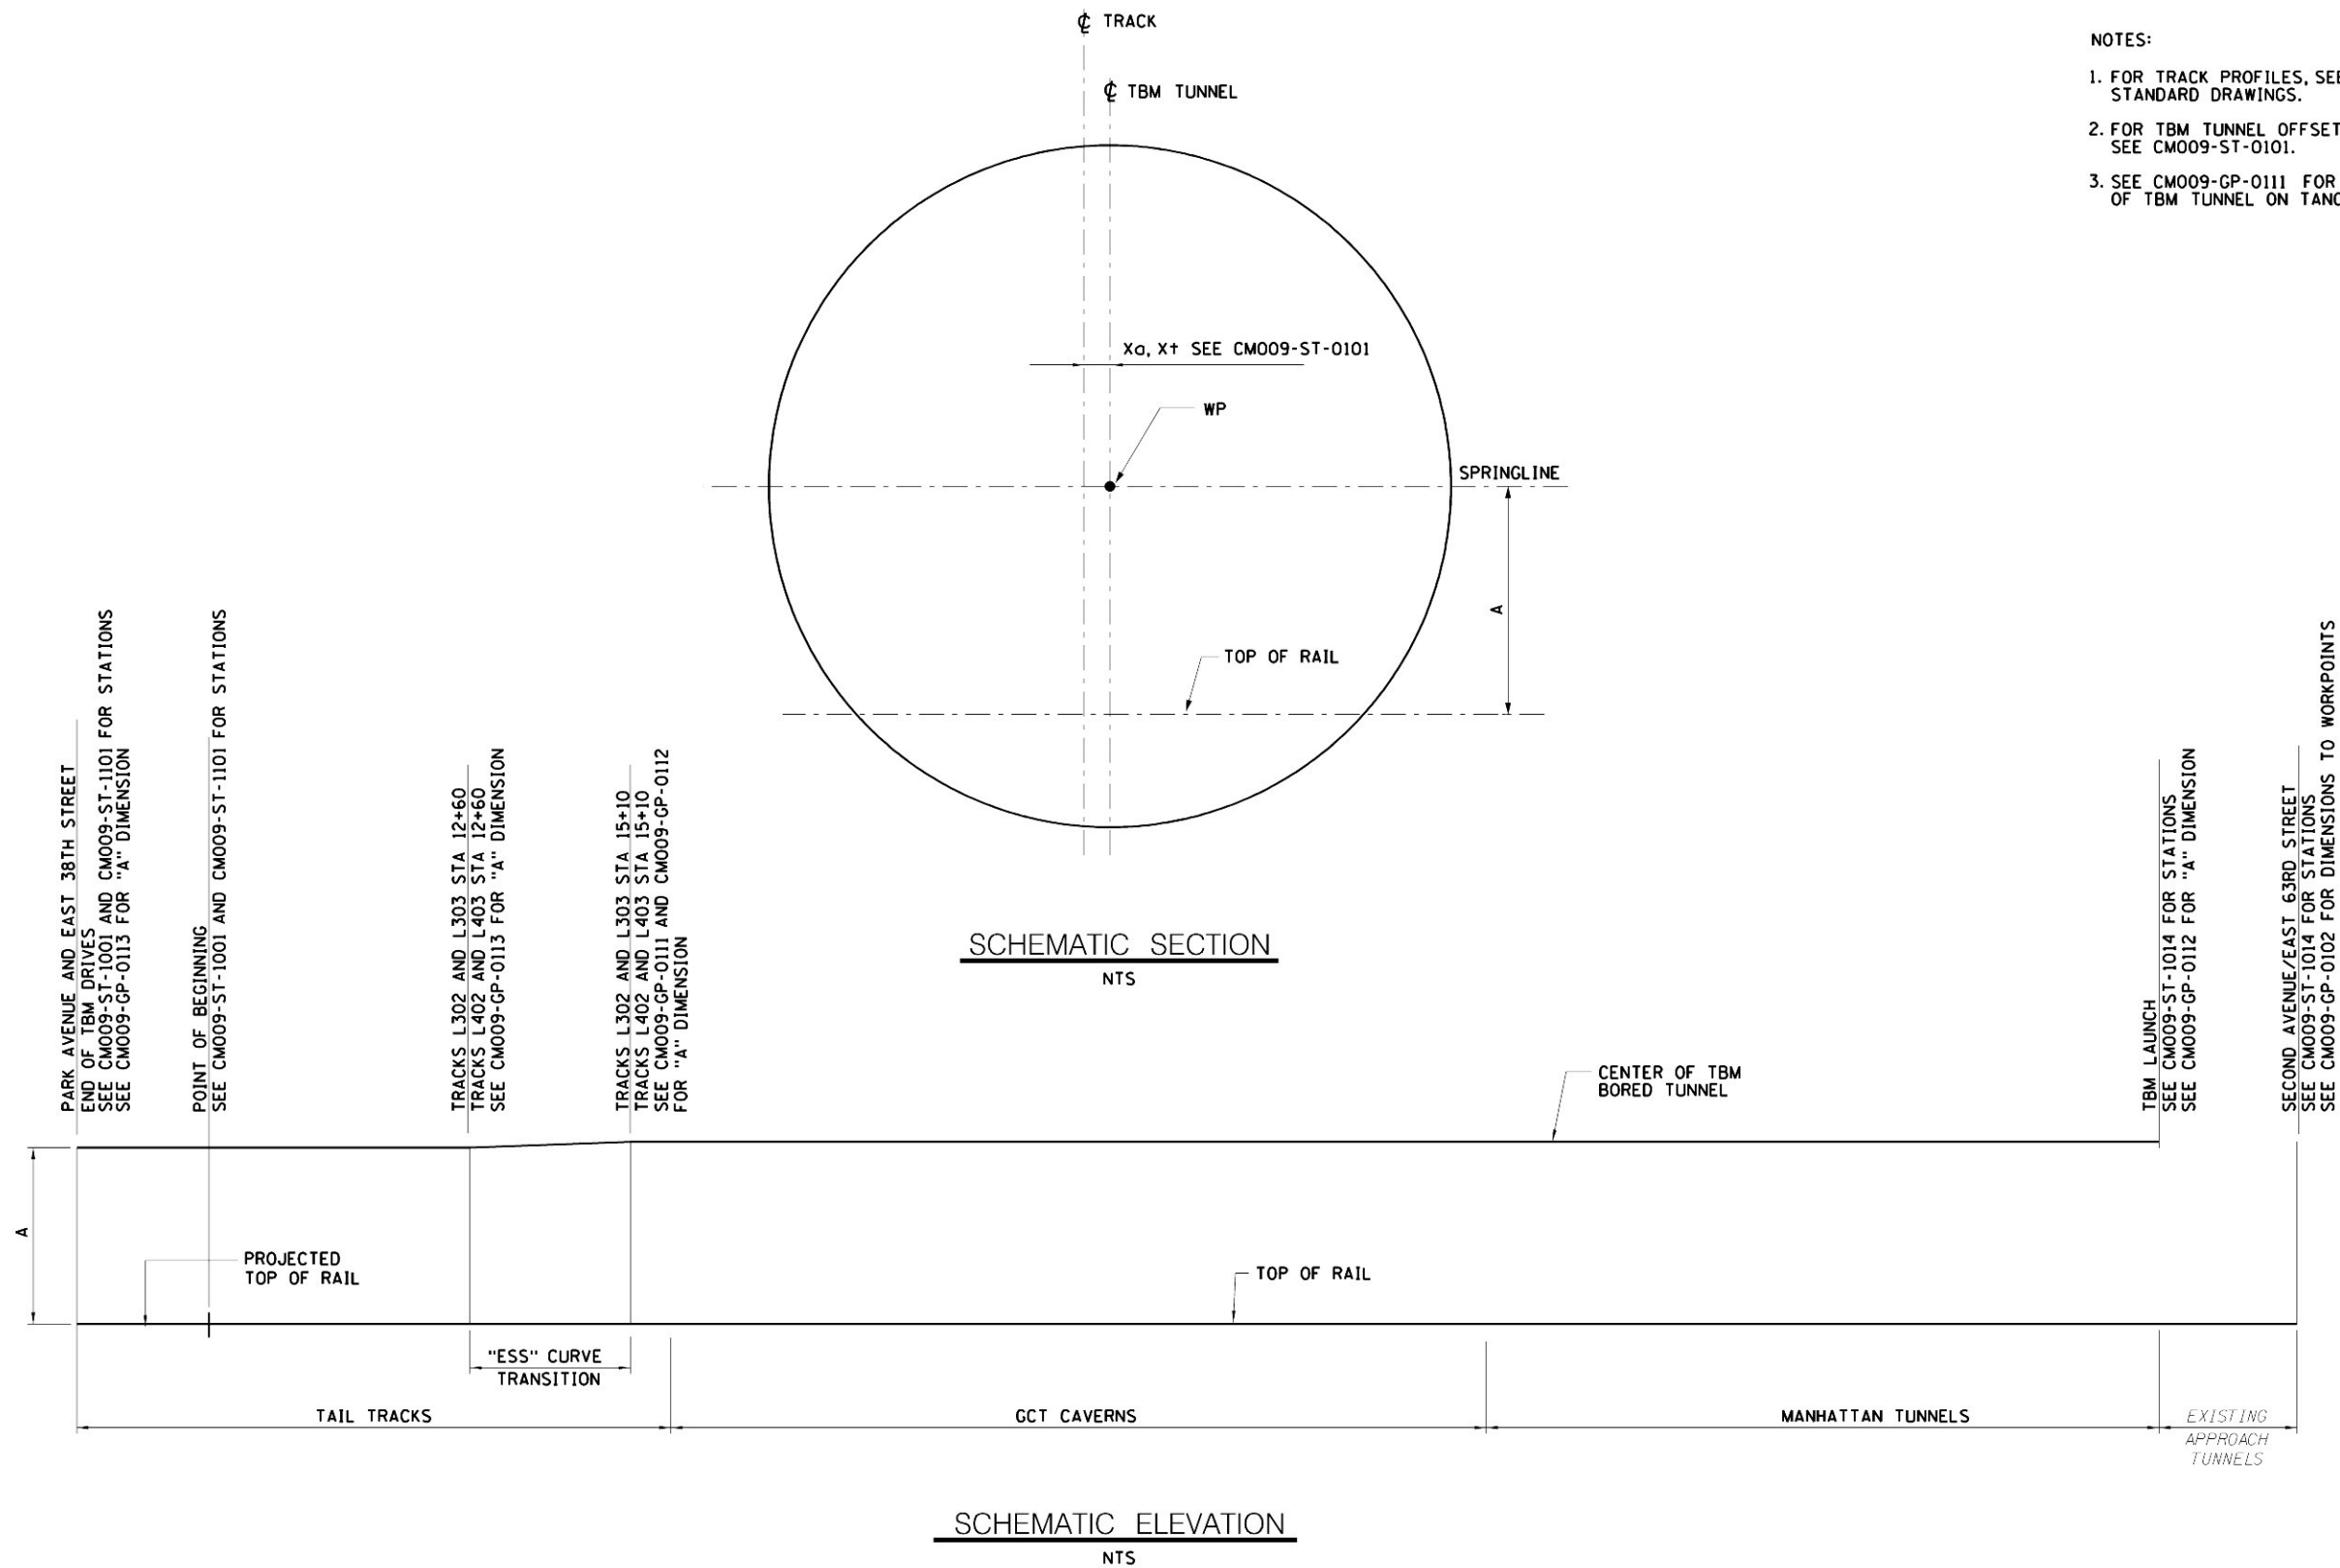 ℄ TRACK
℄ TBM TUNNEL
NOTES:
1. FOR TRACK PROFILES, SEE
STANDARD DRAWINGS.
2. FOR TBM TUNNEL OFFSET
SEE CM009-ST-0101.
3. SEE CM009-GP-0111 FOR
OF TBM TUNNEL ON
Xa, Xt SEE CM009-ST-0101
WP
SPRINGLINE
A
TOP OF RAIL
SCHEMATIC SECTION
NTS
PARK AVENUE AND EAST 38TH STREET
END OF TBM DRIVES
SEE CM009-ST-1001 AND CM009-ST-1101 FOR STATIONS
SEE CM009-GP-0113 FOR "A" DIMENSION
POINT OF BEGINNING
SEE CM009-ST-1001 AND CM009-ST-1101 FOR STATIONS
TRACKS L302 AND L303 STA 12+60
TRACKS L402 AND L403 STA 12+60
SEE CM009-GP-0113 FOR "A" DIMENSION
TRACKS L302 AND L303 STA 15+10
TRACKS L402 AND L403 STA 15+10
SEE CM009-GP-0111 AND CM009-GP-0112
FOR "A" DIMENSION
TBM LAUNCH
SEE CM009-ST-1014 FOR STATIONS
SEE CM009-GP-0112 FOR "A" DIMENSION
SECOND AVENUE/EAST 63RD STREET
SEE CM009-ST-1014 FOR STATIONS
SEE CM009-GP-0102 FOR DIMENSIONS TO WORKPOINTS
CENTER OF TBM
BORED TUNNEL
A
PROJECTED
TOP OF RAIL
TOP OF RAIL
"ESS" CURVE
TRANSITION
TAIL TRACKS
GCT CAVERNS
MANHATTAN TUNNELS
EXISTING
APPROACH
TUNNELS
SCHEMATIC ELEVATION
NTS